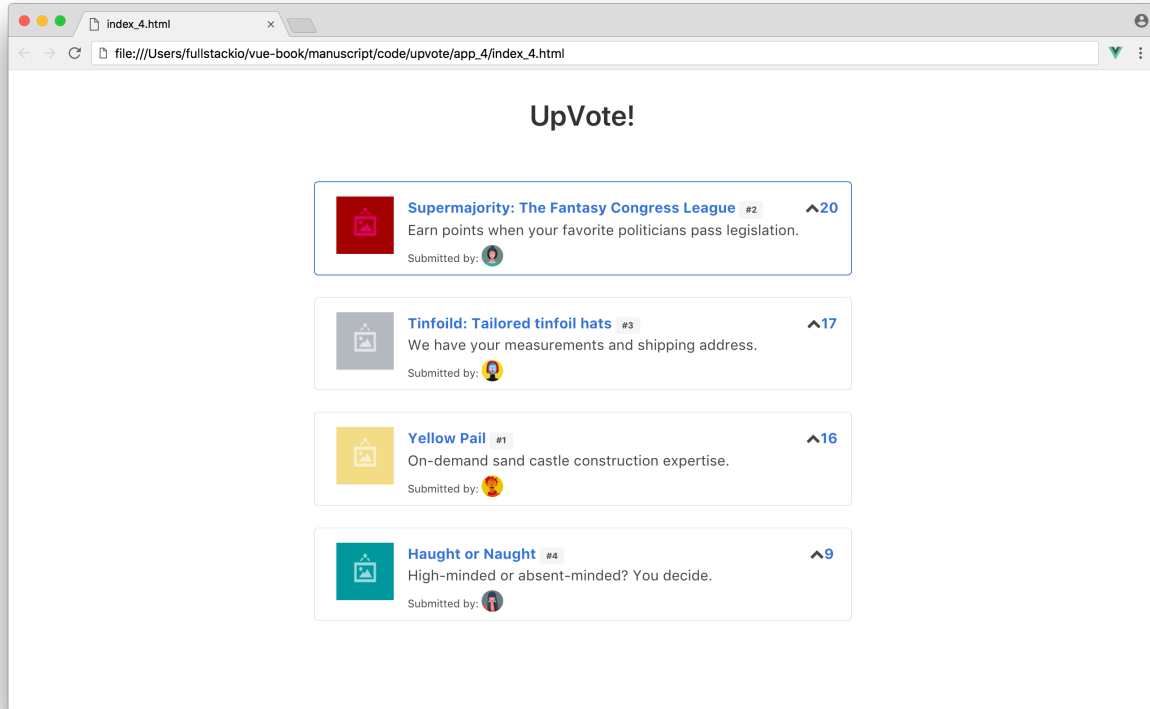 index_4.html
file:///Users/fullstackio/vue-book/manuscript/code/upvote/app_4/index_4.html
UpVote!
Supermajority: The Fantasy Congress League #2 20
Earn points when your favorite politicians pass legislation.
Submitted by:
Tinfoild: Tailored tinfoil hats #3 17
We have your measurements and shipping address.
Submitted by:
Yellow Pail #1 16
On-demand sand castle construction expertise.
Submitted by:
Haught or Naught #4 9
High-minded or absent-minded? You decide.
Submitted by: